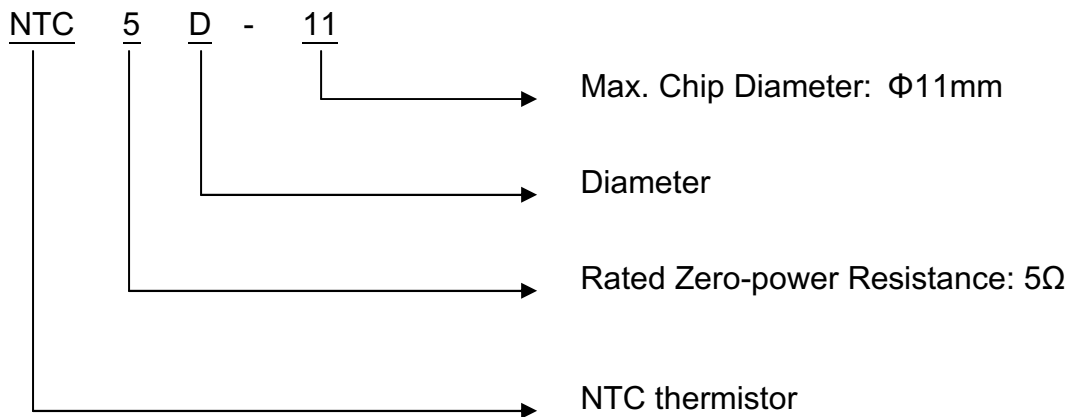 NTC 5 D - 11
Max. Chip Diameter: Φ11mm
Diameter
Rated Zero-power Resistance: 5Ω
NTC thermistor